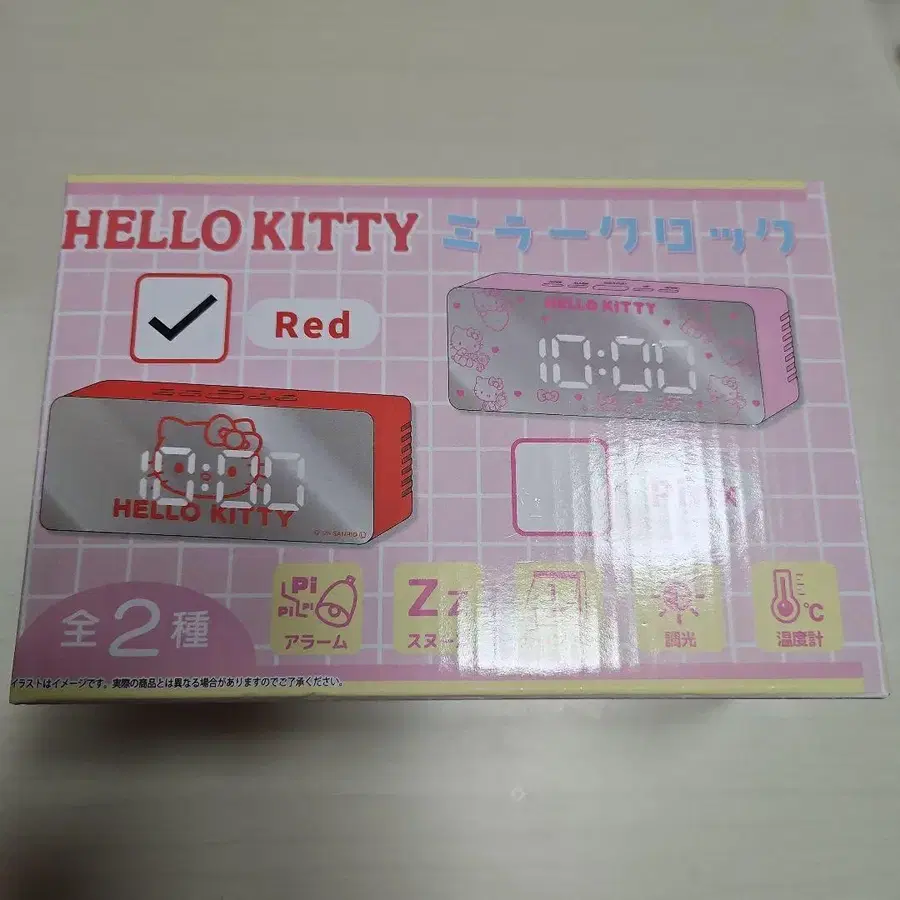 HELLO KITTY ミラークロック
Red
HELLO KITTY
10:00
10:00
HELLO KITTY
全2種
Pi
PiPi
アラーム
Zz
調光
℃
温度計
イラストはイメージです。実際の商品とは異なる場合がありますのでご了承ください。